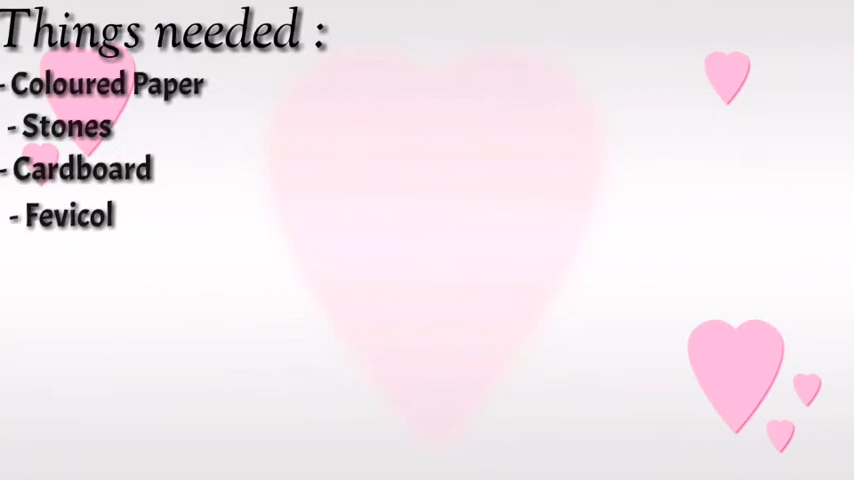 Things needed :
- Coloured Paper
- Stones
- Cardboard
- Fevicol